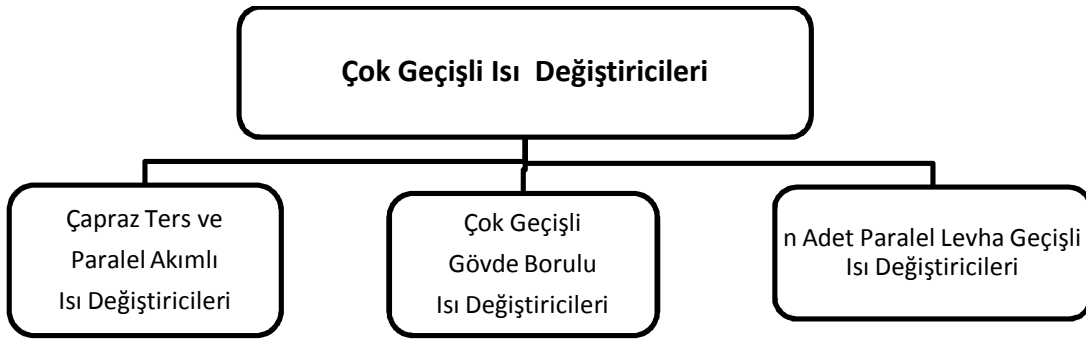 Çok Geçişli Isı Değiştiricileri
Çapraz Ters ve
Paralel Akımlı
Isı Değiştiricileri
Çok Geçişli
Gövde Borulu
Isı Değiştiricileri
n Adet Paralel Levha Geçişli
Isı Değiştiricileri